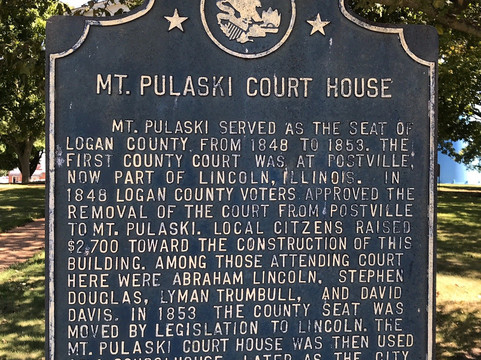 MT. PULASKI COURT HOUSE
MT. PULASKI SERVED AS THE SEAT OF
LOGAN COUNTY FROM 1848 TO 1853. THE
FIRST COUNTY COURT WAS AT POSTVILLE,
NOW PART OF LINCOLN, ILLINOIS. IN
1848 LOGAN COUNTY VOTERS APPROVED THE
REMOVAL OF THE COURT FROM POSTVILLE
TO MT. PULASKI. LOCAL CITZENS RAISED
$2,700 TOWARD THE CONSTRUCTION OF THIS
BUILDING. AMONG THOSE ATTENDING COURT
HERE WERE ABRAHAM LINCOLN, STEPHEN
DOUGLAS, LYMAN TRUMBULL, AND DAVID
DAVIS. IN 1853 THE COUNTY SEAT WAS
MOVED BY LEGISLATION TO LINCOLN. THE
MT. PULASKI COURT HOUSE WAS THEN USED
AS A SCHOOLHOUSE, LATER AS THE CITY